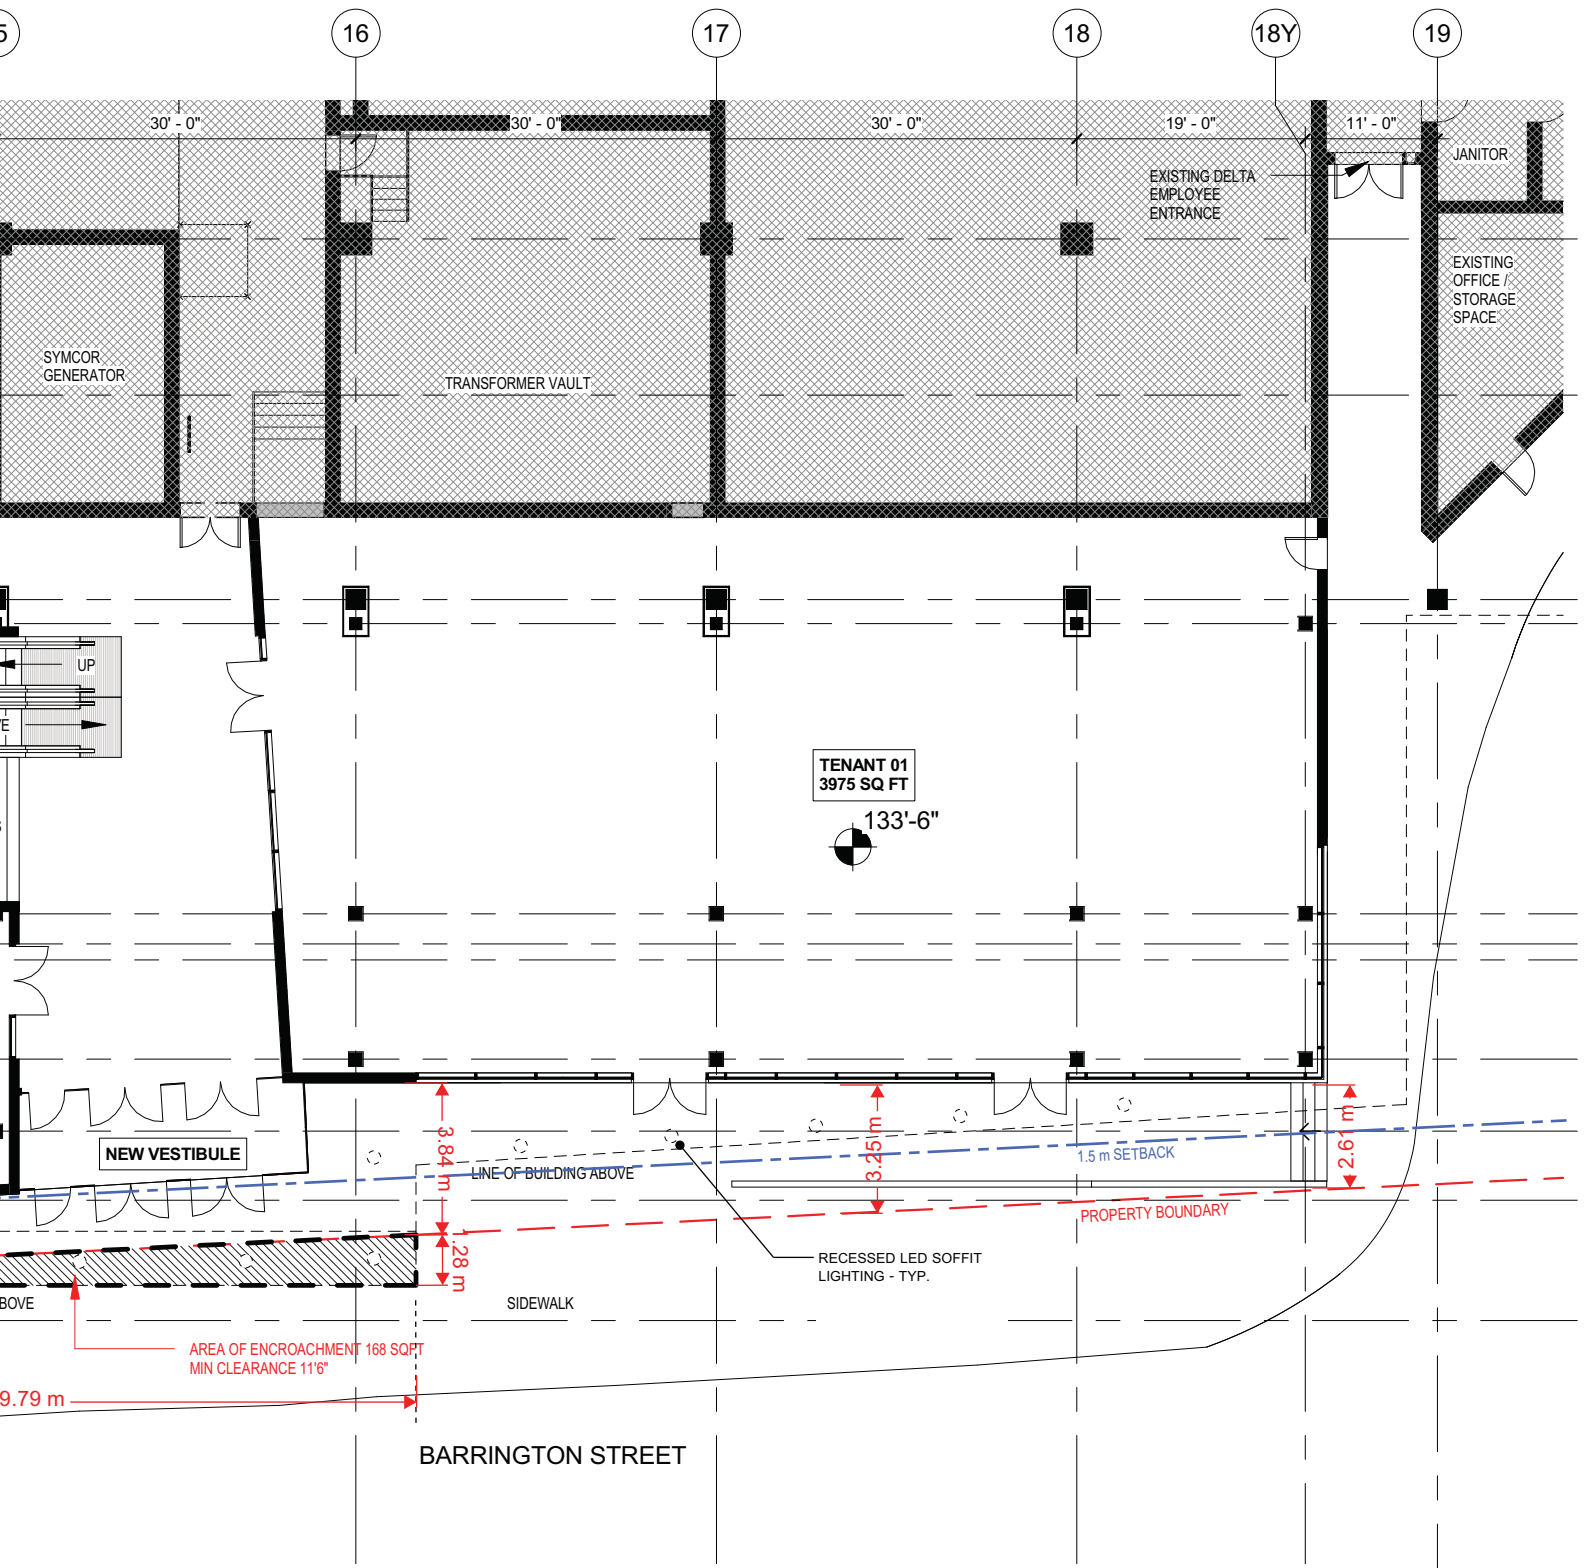 16
17
18
18Y
19
30' - 0"
30' - 0"
30' - 0"
19' - 0"
11' - 0"
JANITOR
EXISTING DELTA
EMPLOYEE
ENTRANCE
EXISTING
OFFICE /
STORAGE
SPACE
SYMCOR
GENERATOR
TRANSFORMER VAULT
UP
TENANT 01
3975 SQ FT
133'-6"
NEW VESTIBULE
3.84 m
LINE OF BUILDING ABOVE
3.25 m
1.5 m SETBACK
2.61 m
PROPERTY BOUNDARY
1.28 m
RECESSED LED SOFFIT
LIGHTING - TYP.
SIDEWALK
AREA OF ENCROACHMENT 168 SQFT
MIN CLEARANCE 11'6"
9.79 m
BARRINGTON STREET